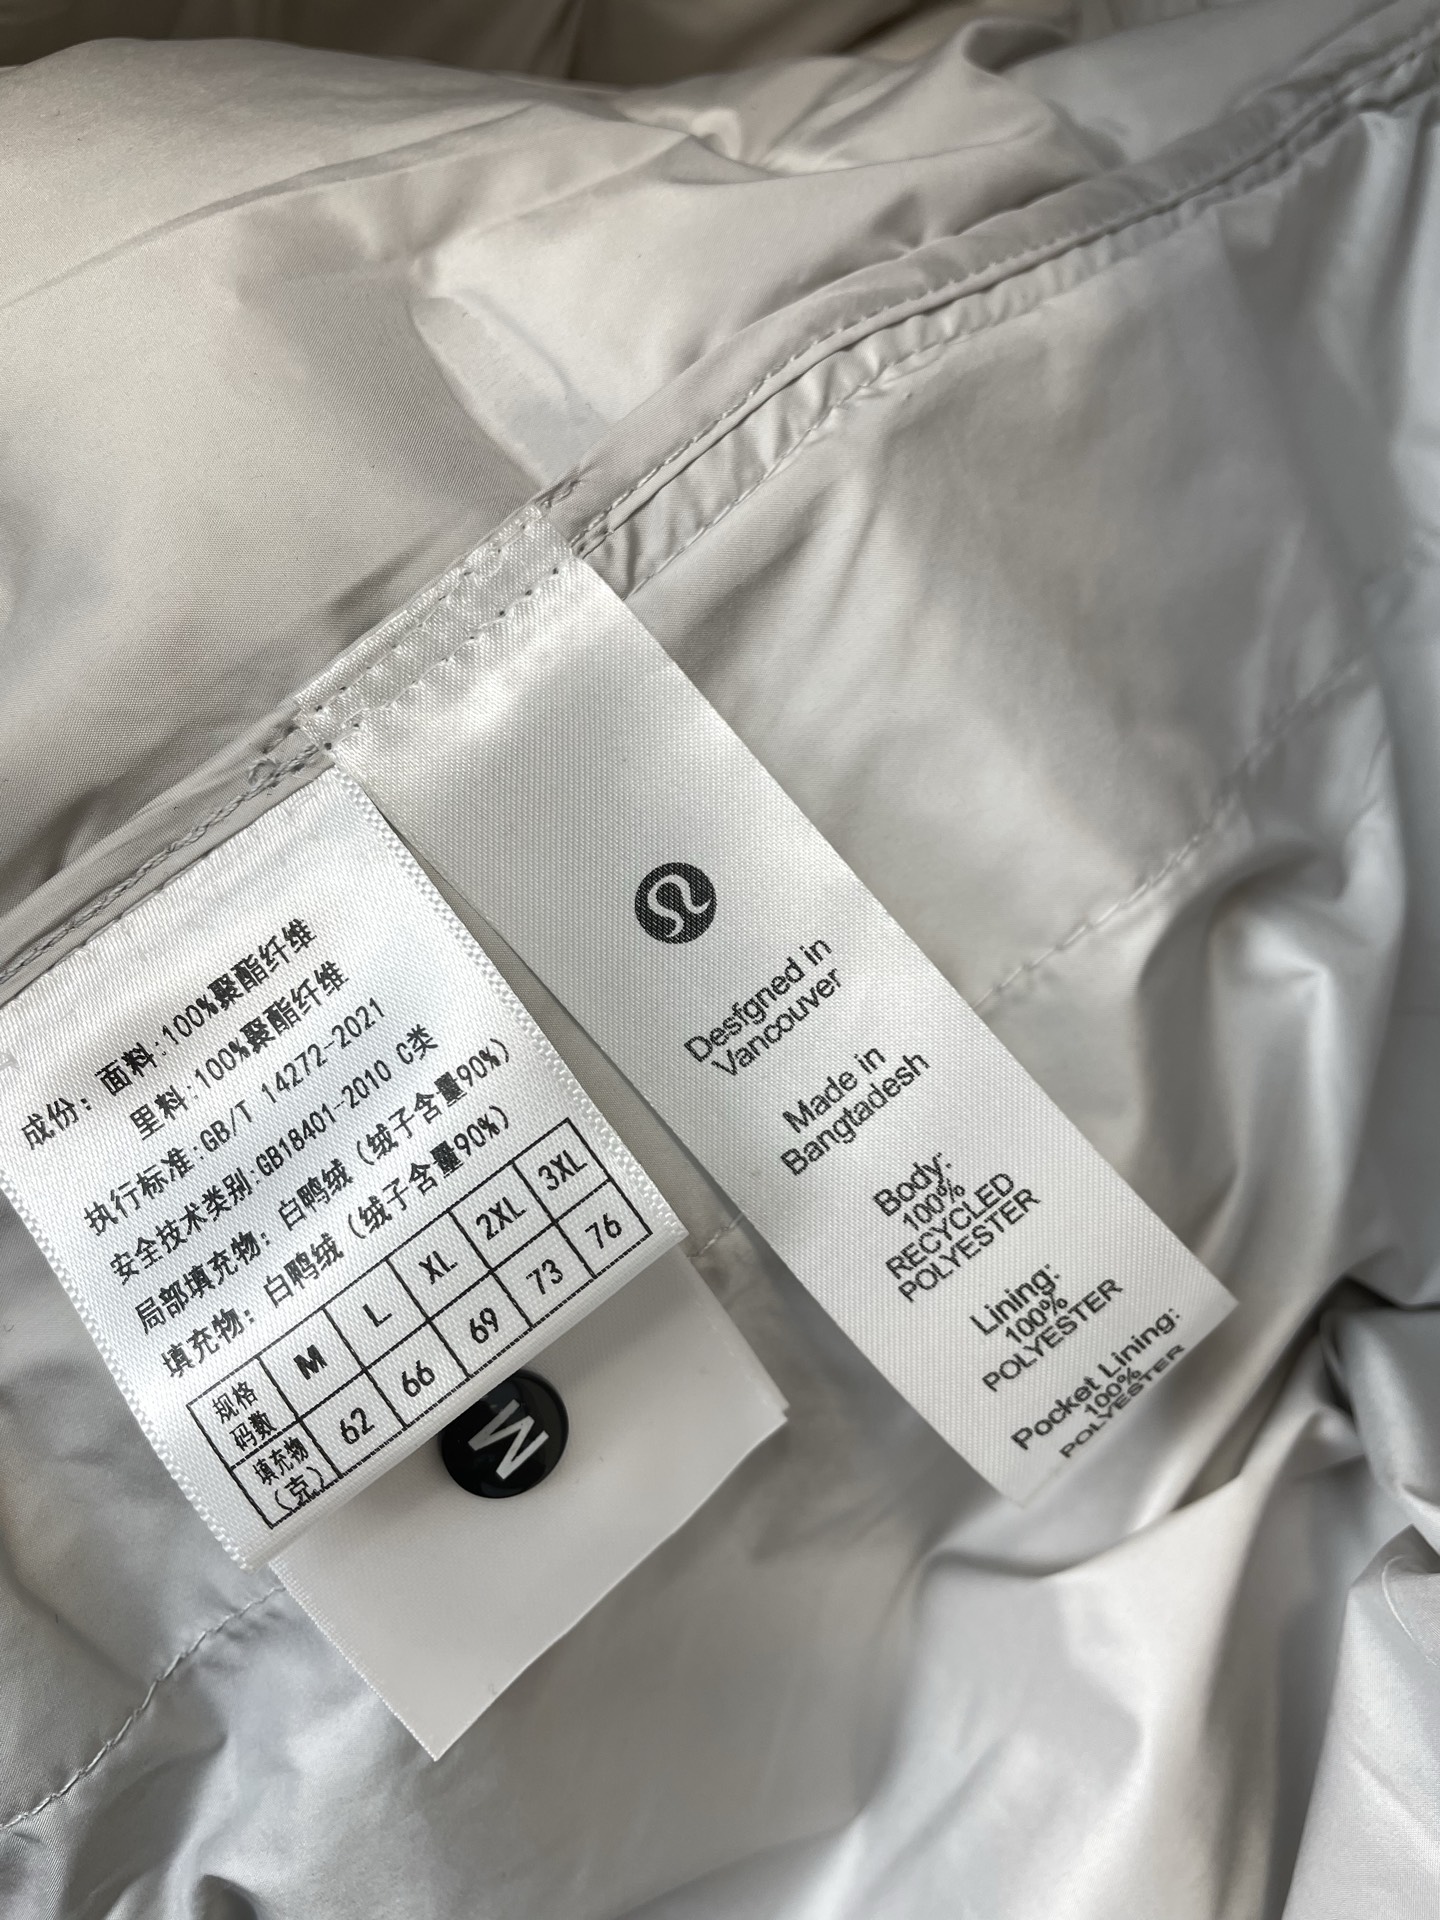 成份：面料:100%聚酯纤维
里料:100%聚酯纤维
执行标准:GB/T 14272-2021
安全技术类别:GB18401-2010 C类
局部填充物：白鸭绒（绒子含量90%）
填充物：白鸭绒（绒子含量90%）
规格码数 M L XL 2XL 3XL
填充物（克） 62 66 69 73 76
M
Desfgned in
Vancouver
Made in
Bangtadesh
Body:
100%
RECYCLED
POLYESTER
Lining:
100%
POLYESTER
Pocket Lining:
100%
POLYESTER